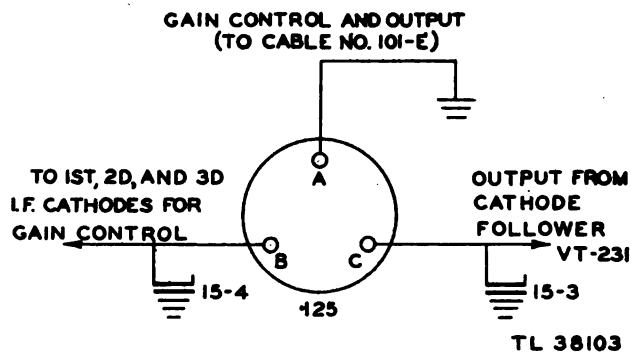 GAIN CONTROL AND OUTPUT
(TO CABLE NO. 101-E)
A
TO 1ST, 2D, AND 3D
I.F. CATHODES FOR
GAIN CONTROL
OUTPUT FROM
CATHODE
FOLLOWER
VT-231
B
C
15-4
15-3
125
TL 38103